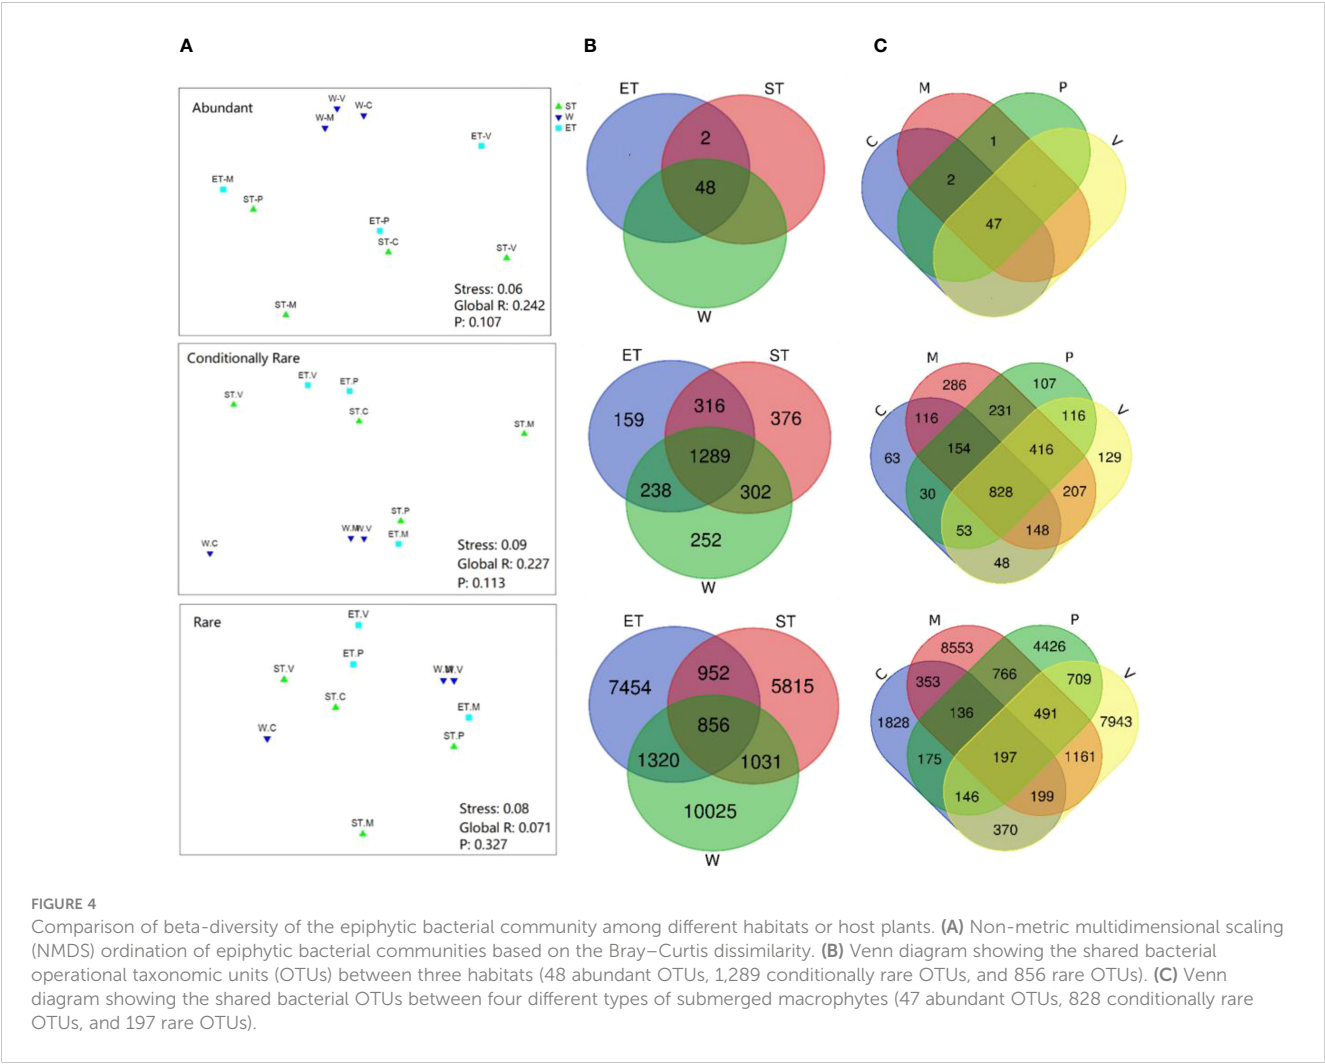 A
B
C
Abundant
W-V
W-C
W-M
ET-V
ET-M
ST-P
ET-P
ST-C
ST-V
ST-M
Stress: 0.06
Global R: 0.242
P: 0.107
ST
W
ET
ET
ST
2
48
W
M
P
C
V
1
2
47
Conditionally Rare
ET.V
ET.P
ST.V
ST.C
ST.M
ST.P
W.M
W.V
ET.M
W.C
Stress: 0.09
Global R: 0.227
P: 0.113
ET
ST
159
316
376
1289
238
302
252
W
M
P
C
V
286
107
116
231
116
63
154
416
129
30
828
207
53
148
48
Rare
ET.V
ET.P
ST.V
W.M
W.V
ST.C
ET.M
W.C
ST.P
ST.M
Stress: 0.08
Global R: 0.071
P: 0.327
ET
ST
7454
952
5815
856
1320
1031
10025
W
M
P
C
V
8553
4426
353
766
709
1828
136
491
7943
175
197
1161
146
199
370
FIGURE 4
Comparison of beta-diversity of the epiphytic bacterial community among different habitats or host plants. (A) Non-metric multidimensional scaling
(NMDS) ordination of epiphytic bacterial communities based on the Bray–Curtis dissimilarity. (B) Venn diagram showing the shared bacterial
operational taxonomic units (OTUs) between three habitats (48 abundant OTUs, 1,289 conditionally rare OTUs, and 856 rare OTUs). (C) Venn
diagram showing the shared bacterial OTUs between four different types of submerged macrophytes (47 abundant OTUs, 828 conditionally rare
OTUs, and 197 rare OTUs).